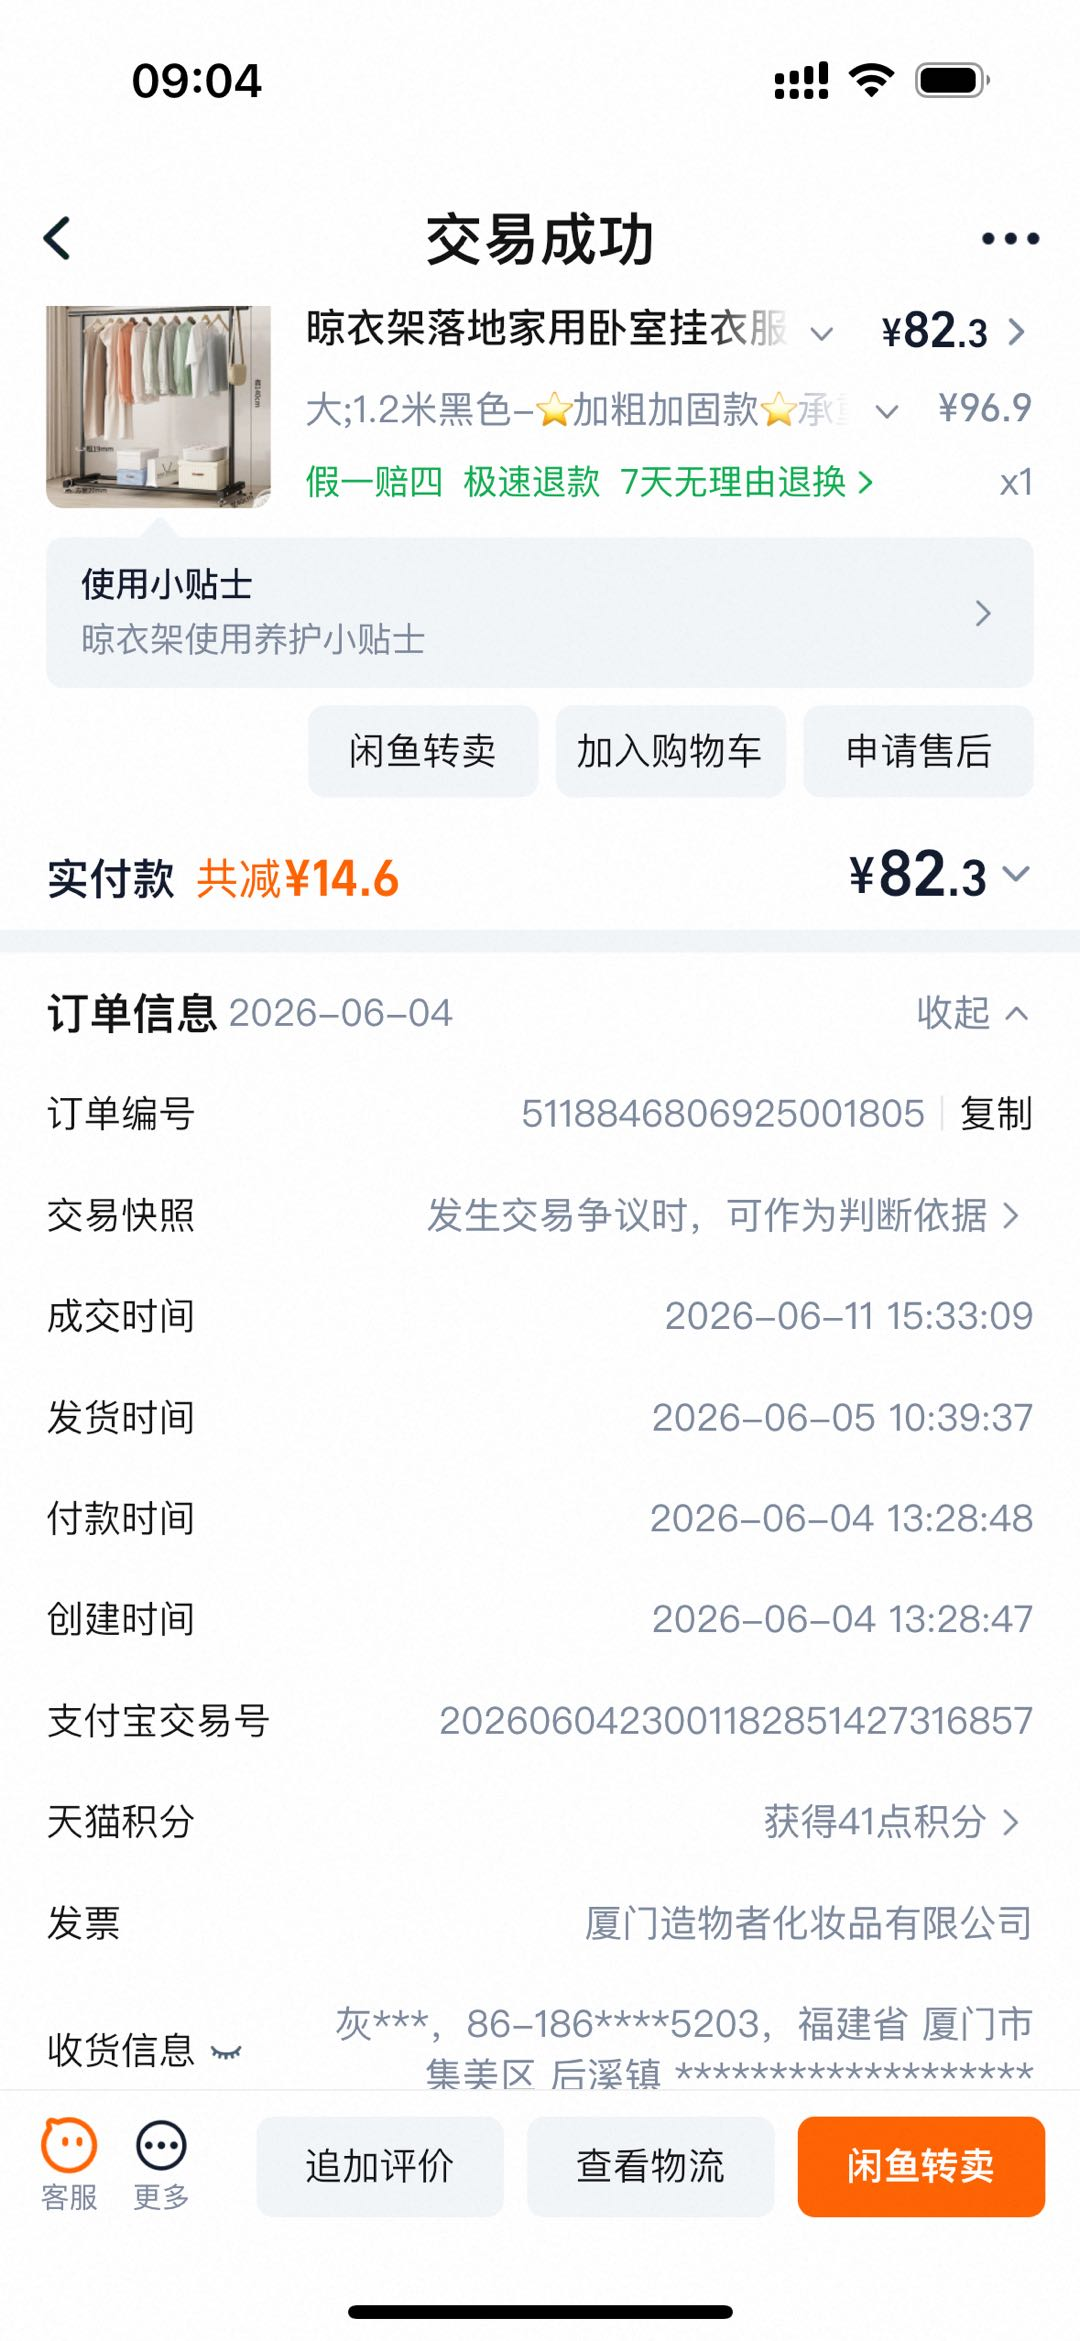 09:04
交易成功
晾衣架落地家用卧室挂衣服
¥82.3
大;1.2米黑色-⭐加粗加固款⭐承
¥96.9
假一赔四 极速退款 7天无理由退换
x1
使用小贴士
晾衣架使用养护小贴士
闲鱼转卖
加入购物车
申请售后
实付款 共减¥14.6
¥82.3
订单信息 2026-06-04
收起
订单编号
5118846806925001805
复制
交易快照
发生交易争议时，可作为判断依据
成交时间
2026-06-11 15:33:09
发货时间
2026-06-05 10:39:37
付款时间
2026-06-04 13:28:48
创建时间
2026-06-04 13:28:47
支付宝交易号
2026060423001182851427316857
天猫积分
获得41点积分
发票
厦门造物者化妆品有限公司
收货信息
灰***，86-186****5203，福建省 厦门市
集美区 后溪镇 *******************
客服
更多
追加评价
查看物流
闲鱼转卖